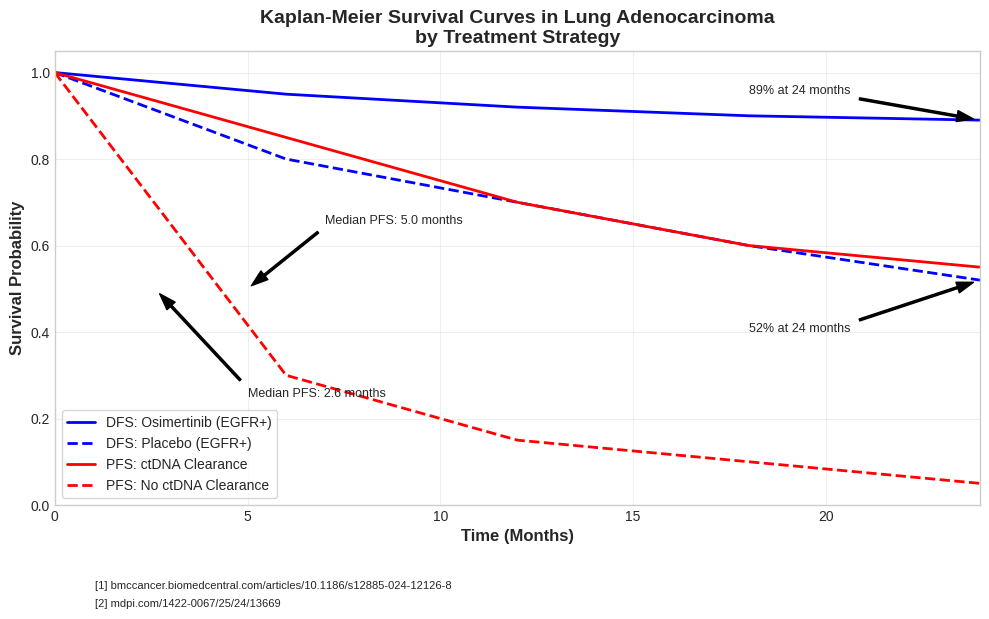 Kaplan-Meier Survival Curves in Lung Adenocarcinoma
by Treatment Strategy
Survival Probability
1.0
0.8
0.6
0.4
0.2
0.0
89% at 24 months
Median PFS: 5.0 months
52% at 24 months
Median PFS: 2.6 months
DFS: Osimertinib (EGFR+)
DFS: Placebo (EGFR+)
PFS: ctDNA Clearance
PFS: No ctDNA Clearance
0 5 10 15 20
Time (Months)
[1] bmccancer.biomedcentral.com/articles/10.1186/s12885-024-12126-8
[2] mdpi.com/1422-0067/25/24/13669